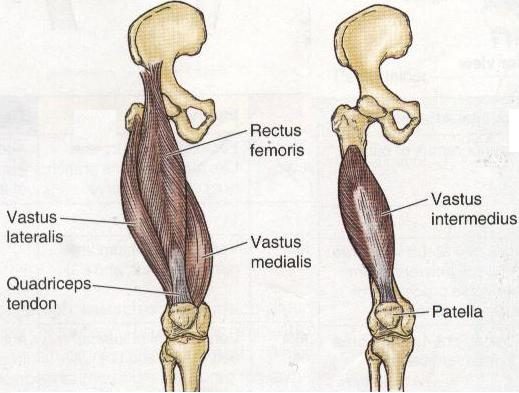 Rectus
femoris
Vastus
lateralis
Vastus
medialis
Quadriceps
tendon
Vastus
intermedius
Patella